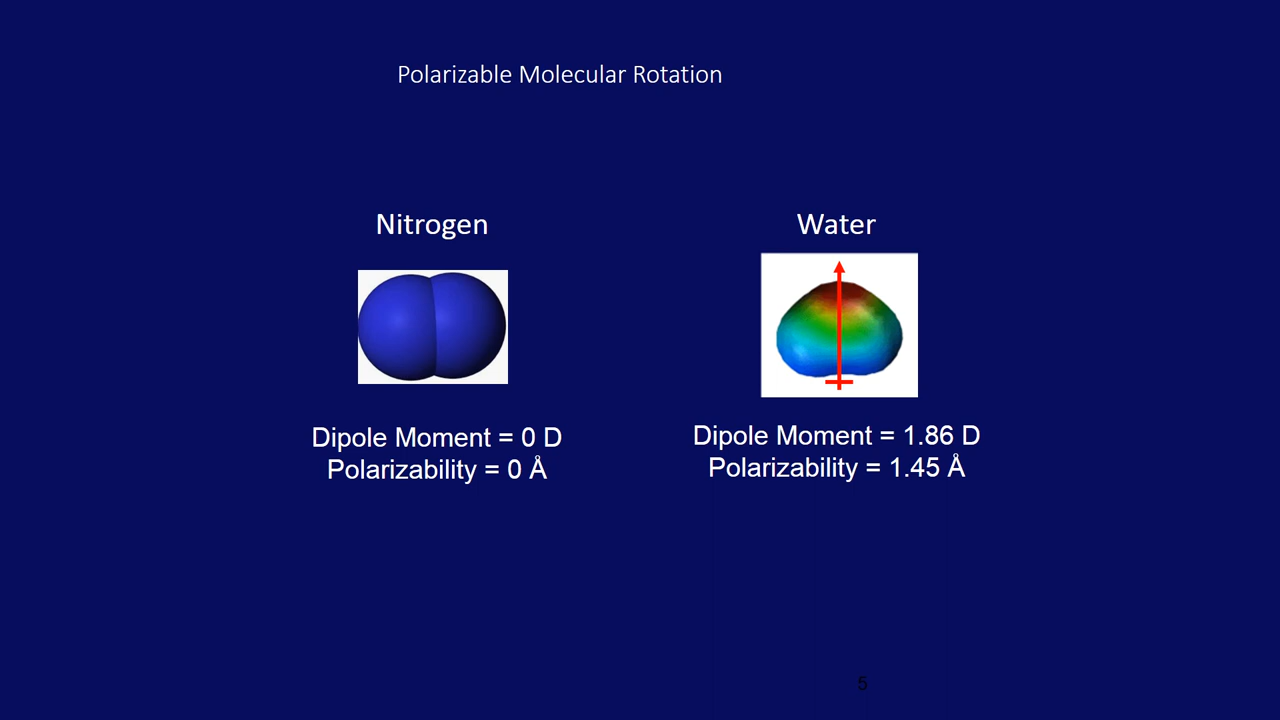 Polarizable Molecular Rotation
Nitrogen
Water
Dipole Moment = 0 D
Polarizability = 0 Å
Dipole Moment = 1.86 D
Polarizability = 1.45 Å
5